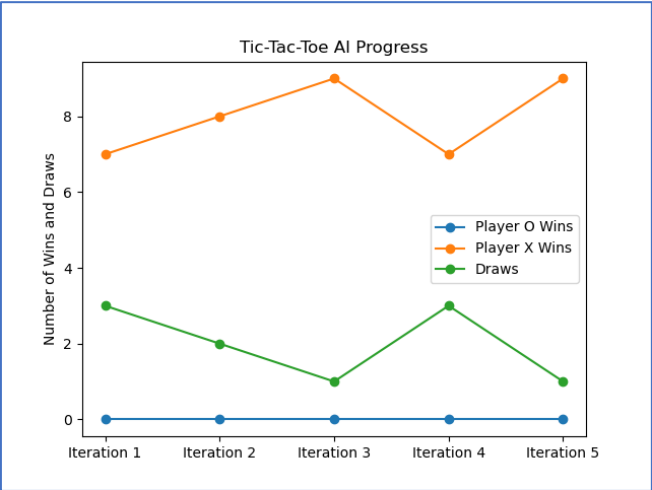 Tic-Tac-Toe AI Progress
Number of Wins and Draws
8
6
4
2
0
Player O Wins
Player X Wins
Draws
Iteration 1
Iteration 2
Iteration 3
Iteration 4
Iteration 5